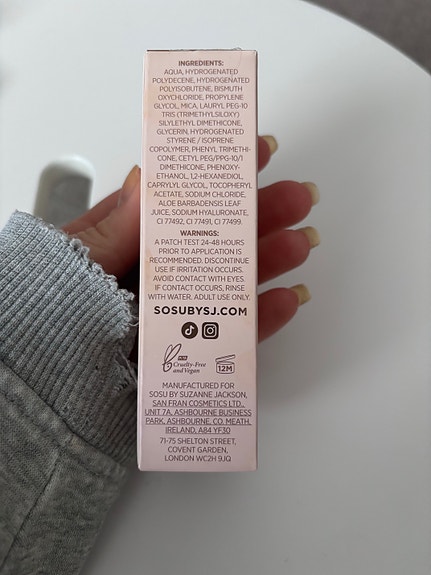 INGREDIENTS:
AQUA, HYDROGENATED
POLYDECENE, HYDROGENATED
POLYISOBUTENE, BISMUTH
OXYCHLORIDE, PROPYLENE
GLYCOL, MICA, LAURYL PEG-10
TRIS (TRIMETHYLSILOXY)
SILYLETHYL DIMETHICONE,
GLYCERIN, HYDROGENATED
STYRENE / ISOPRENE
COPOLYMER, PHENYL TRIMETHI-
CONE, CETYL PEG/PPG-10/1
DIMETHICONE, PHENOXY-
ETHANOL, 1,2-HEXANEDIOL,
CAPRYLYL GLYCOL, TOCOPHERYL
ACETATE, SODIUM CHLORIDE,
ALOE BARBADENSIS LEAF
JUICE, SODIUM HYALURONATE,
CI 77492, CI 77491, CI 77499.
WARNINGS:
A PATCH TEST 24-48 HOURS
PRIOR TO APPLICATION IS
RECOMMENDED. DISCONTINUE
USE IF IRRITATION OCCURS.
AVOID CONTACT WITH EYES.
IF CONTACT OCCURS, RINSE
WITH WATER. ADULT USE ONLY.
SOSUBYSJ.COM
Cruelty-Free
and Vegan
12M
MANUFACTURED FOR
SOSU BY SUZANNE JACKSON,
SAN FRAN COSMETICS LTD.,
UNIT 7A, ASHBOURNE BUSINESS
PARK, ASHBOURNE, CO. MEATH,
IRELAND, A84 YF30
71-75 SHELTON STREET,
COVENT GARDEN,
LONDON WC2H 9JQ